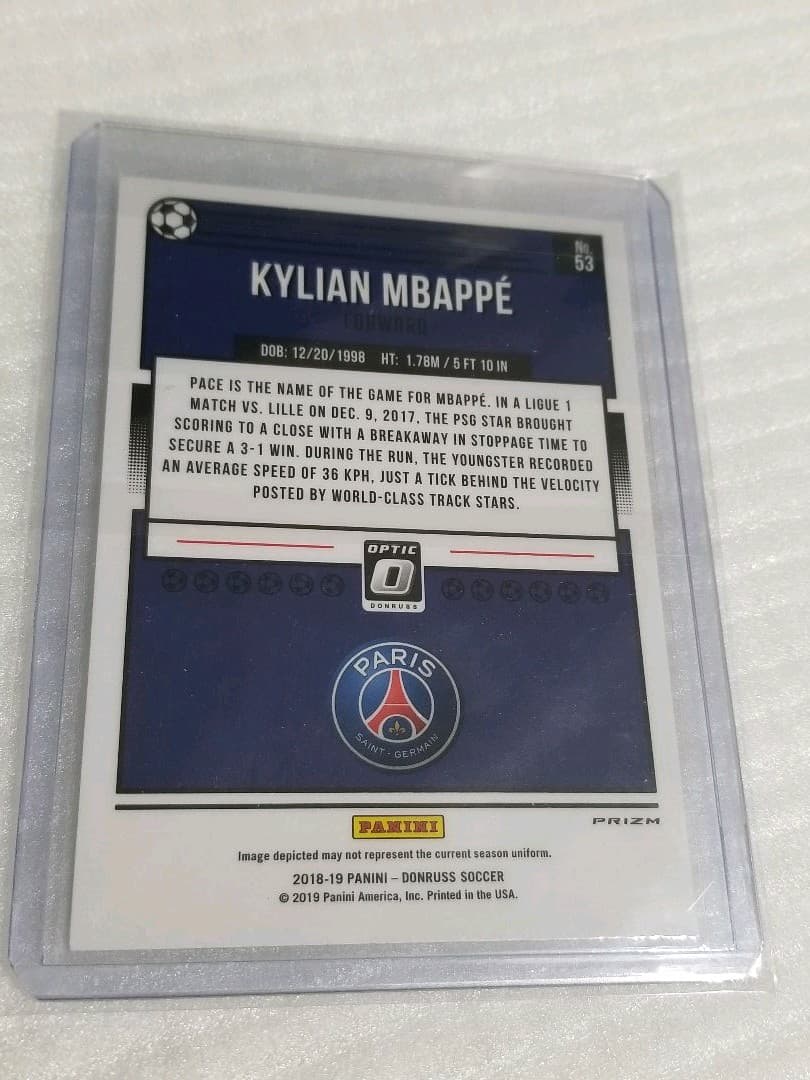 No.
53
KYLIAN MBAPPÉ
FORWARD
DOB: 12/20/1998 HT: 1.78M / 5 FT 10 IN
PACE IS THE NAME OF THE GAME FOR MBAPPÉ. IN A LIGUE 1
MATCH VS. LILLE ON DEC. 9, 2017, THE PSG STAR BROUGHT
SCORING TO A CLOSE WITH A BREAKAWAY IN STOPPAGE TIME TO
SECURE A 3-1 WIN. DURING THE RUN, THE YOUNGSTER RECORDED
AN AVERAGE SPEED OF 36 KPH, JUST A TICK BEHIND THE VELOCITY
POSTED BY WORLD-CLASS TRACK STARS.
OPTIC
O
DONRUSS
PARIS
SAINT-GERMAIN
PANINI
PRIZM
Image depicted may not represent the current season uniform.
2018-19 PANINI – DONRUSS SOCCER
© 2019 Panini America, Inc. Printed in the USA.